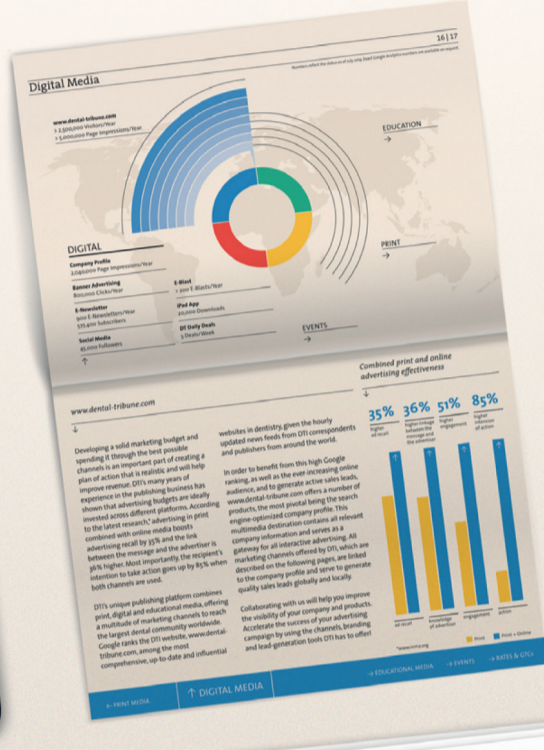 16 | 17
Digital Media
www.dental-tribune.com
> 2,500,000 Visitors/Year
> 5,000,000 Page Impressions/Year
EDUCATION
→
PRINT
→
DIGITAL
Company Profile
2,040,000 Page Impressions/Year
Banner Advertising
800,000 Clicks/Year
E-Newsletter
900 E-Newsletters/Year
Subscribers
Social Media
45,000 Followers
↑
E-Blast
E-Blasts/Year
iPad App
20,000 Downloads
DT Daily Deals
5 Deals/Week
EVENTS
→
www.dental-tribune.com
↓
Developing a solid marketing budget and
spending it through the best possible
channels is an important part of creating a
plan of action that is realistic and will help
improve revenue. DTI's many years of
experience in the publishing business has
shown that advertising budgets are ideally
invested across different platforms. According
to the latest research,* advertising in print
combined with online media boosts
advertising recall by 35% and the link
between the message and the advertiser is
36% higher. Most importantly, the recipient's
intention to take action goes up by 85% when
both channels are used.
DTI's unique publishing platform combines
print, digital and educational media, offering
a multitude of marketing channels to reach
the largest dental community worldwide.
Google ranks the DTI website, www.dental-
tribune.com, among the most
comprehensive, up-to-date and influential
websites in dentistry, given the hourly
updated news feeds from DTI correspondents
and publishers from around the world.
In order to benefit from this high Google
ranking, as well as the ever-increasing online
audience, and to generate active sales leads,
www.dental-tribune.com offers a number of
products, the most pivotal being the search
engine-optimized company profile. This
multimedia destination contains all relevant
company information and serves as a
gateway for all interactive advertising. All
marketing channels offered by DTI, which are
described on the following pages, are linked
to the company profile and serve to generate
quality sales leads globally and locally.
Collaborating with us will help you improve
the visibility of your company and products.
Accelerate the success of your advertising
campaign by using the channels, branding
and lead-generation tools DTI has to offer!
Combined print and online
advertising effectiveness
↓
35% 36% 51% 85%
higher
ad recall
higher linkage
between the
message and
the advertiser
higher
engagement
higher
intention
of action
ad recall
knowledge
of advertiser
engagement
action
Print
Print + Online
PRINT MEDIA
↑ DIGITAL MEDIA
→ EDUCATIONAL MEDIA
→ EVENTS
→ RATES & GTCs